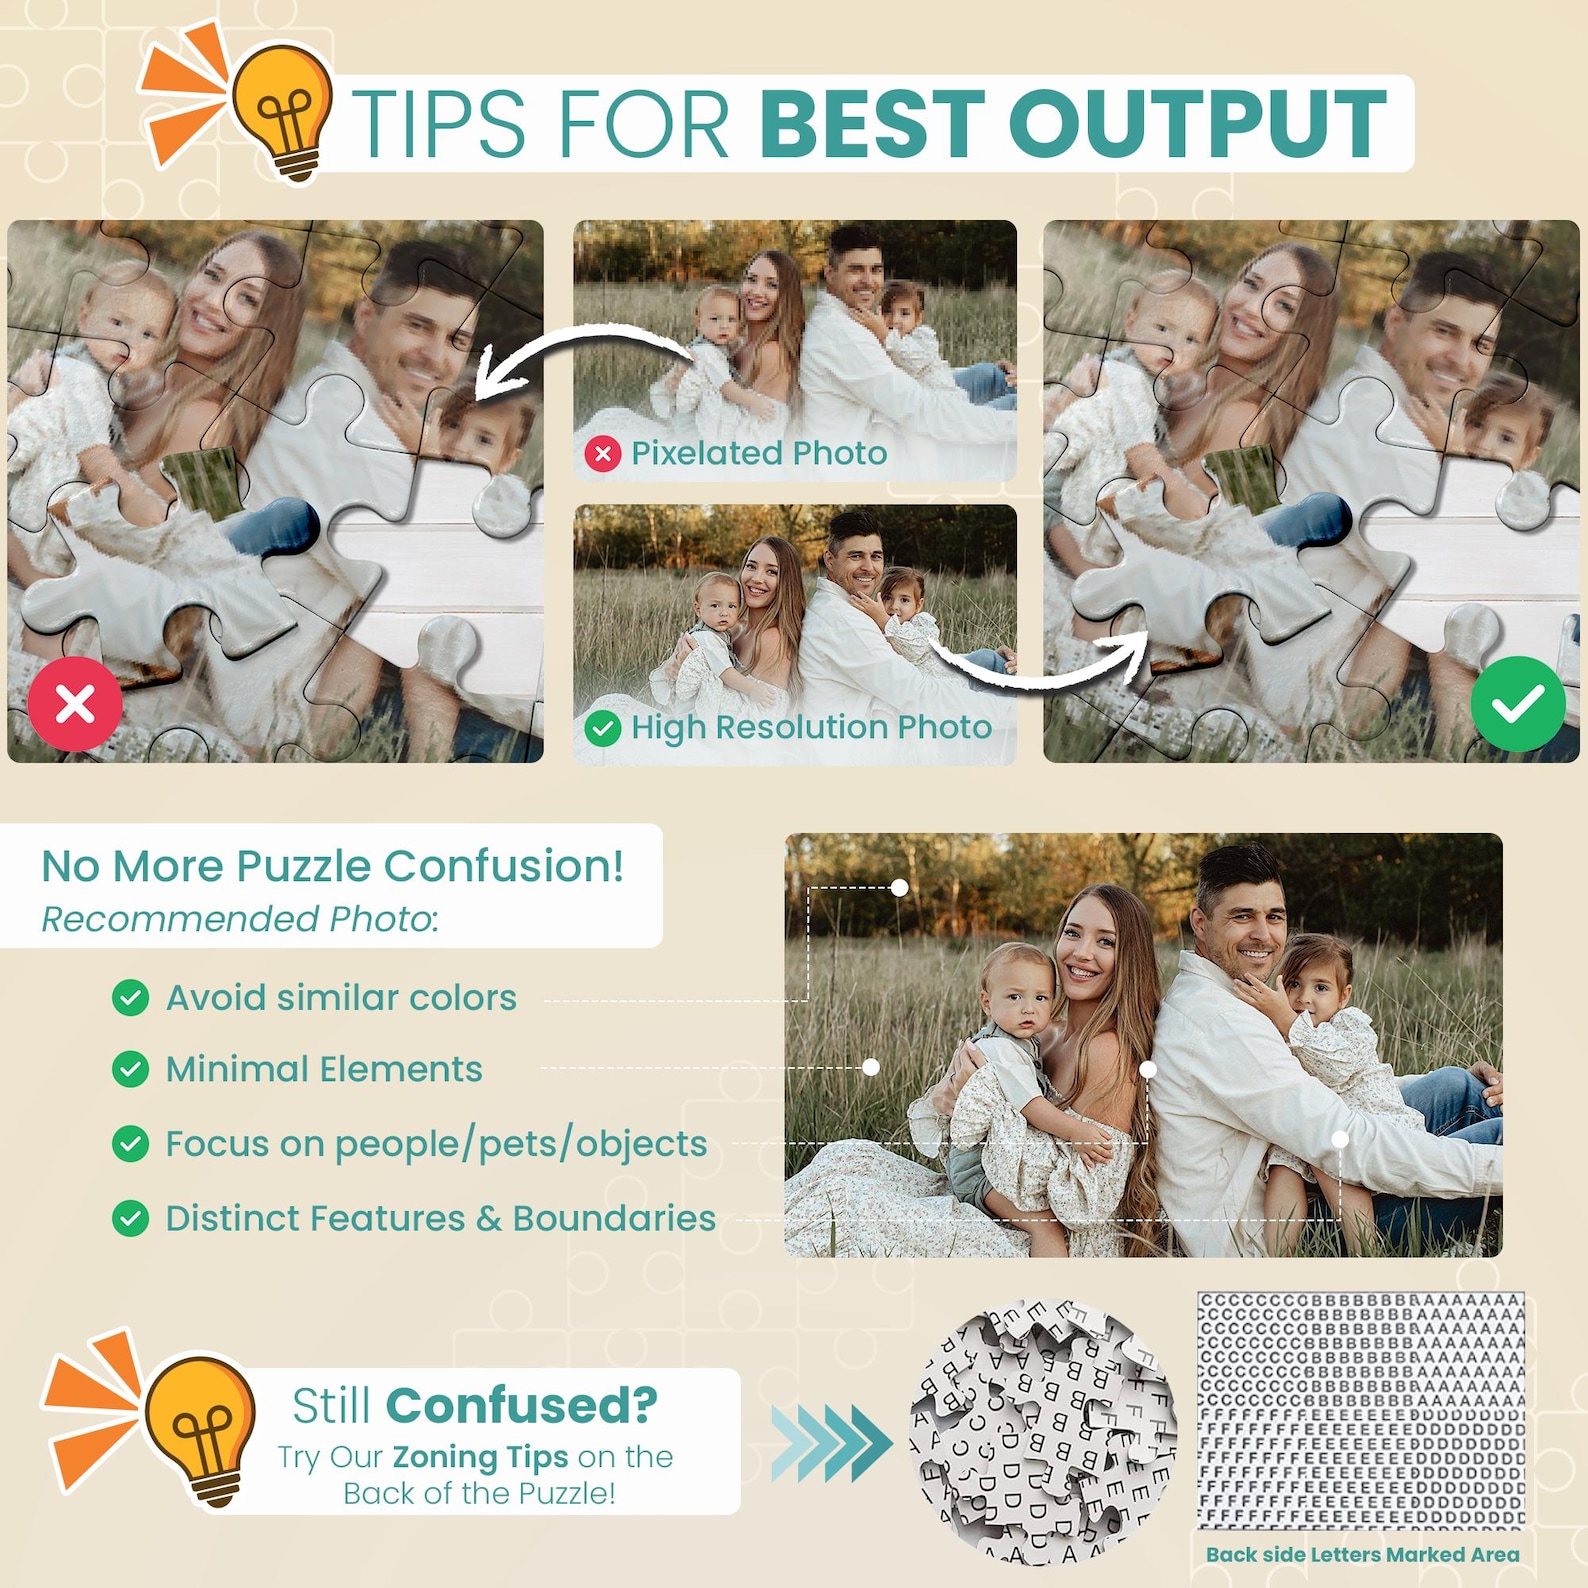 TIPS FOR BEST OUTPUT
Pixelated Photo
High Resolution Photo
No More Puzzle Confusion!
Recommended Photo:
Avoid similar colors
Minimal Elements
Focus on people/pets/objects
Distinct Features & Boundaries
Still Confused?
Try Our Zoning Tips on the
Back of the Puzzle!
Back side Letters Marked Area